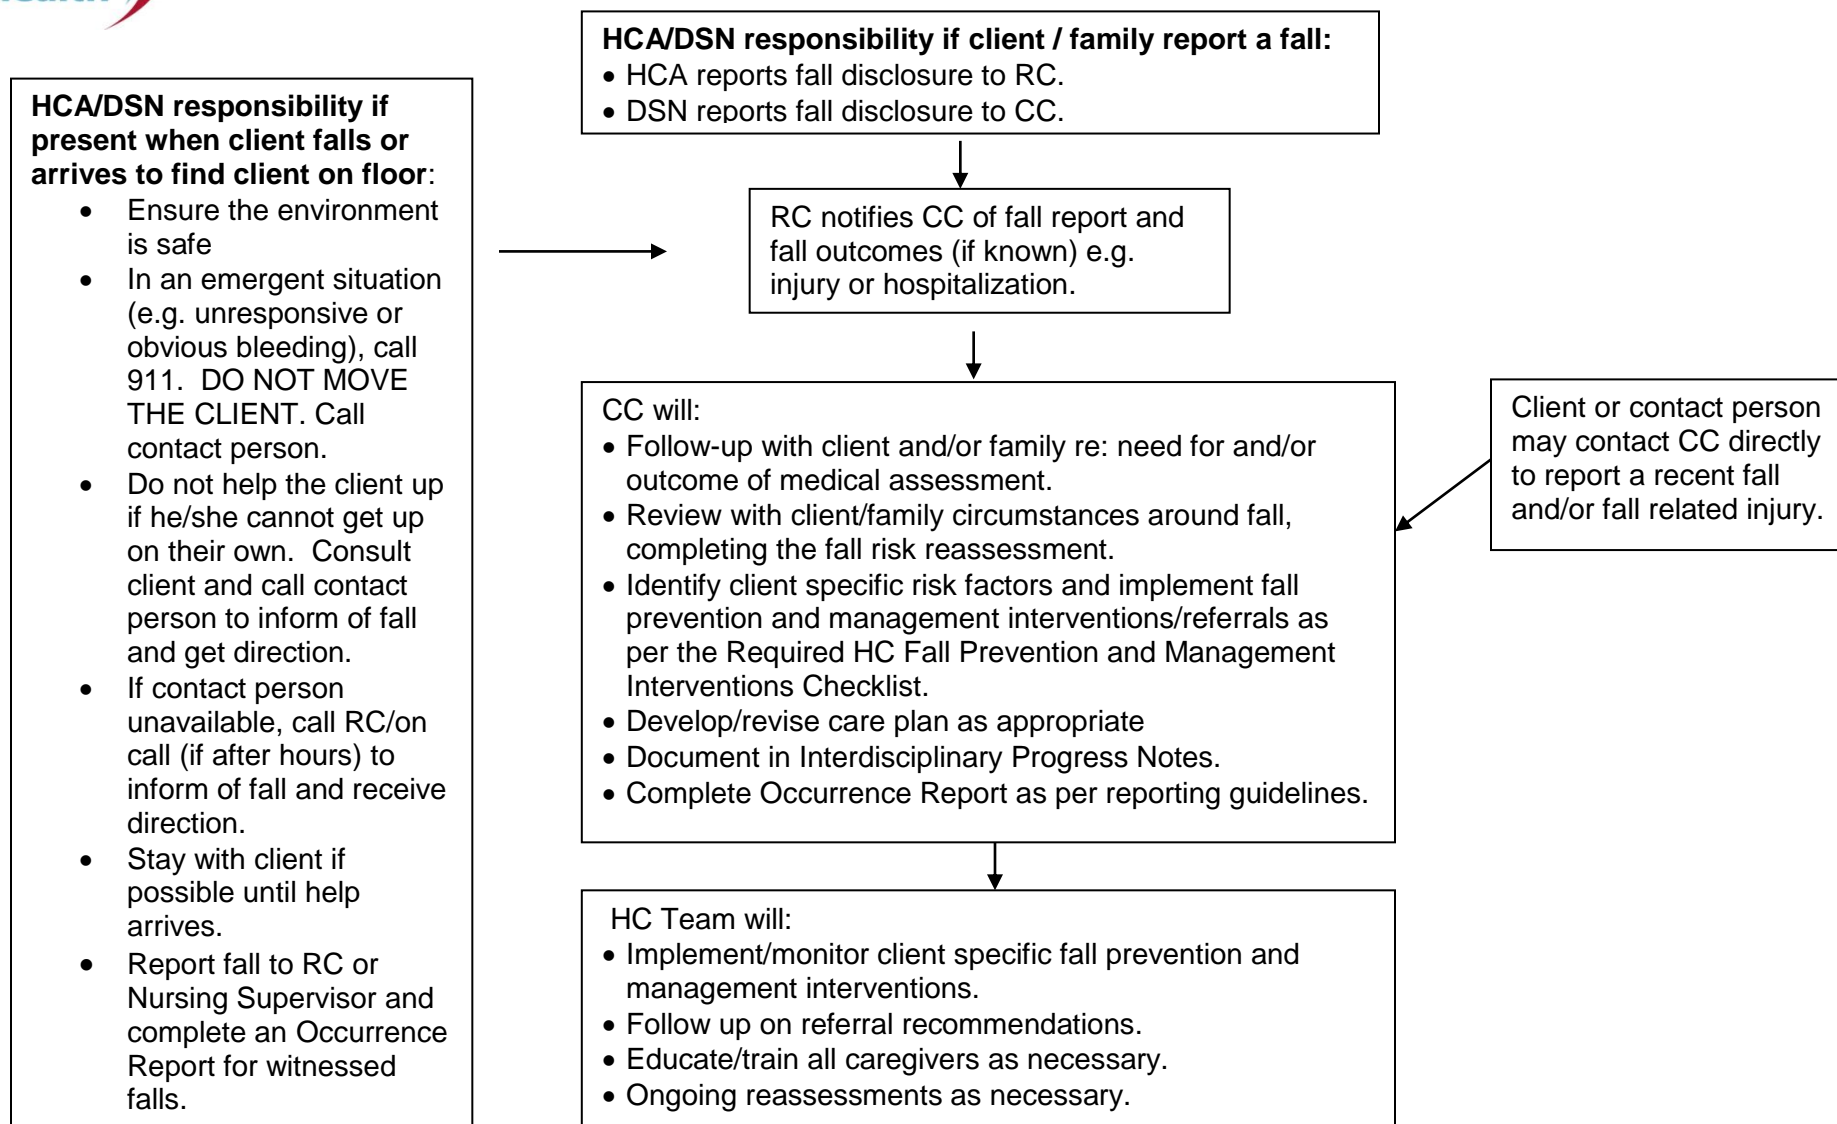 HCA/DSN responsibility if client / family report a fall:
• HCA reports fall disclosure to RC.
• DSN reports fall disclosure to CC.
HCA/DSN responsibility if
present when client falls or
arrives to find client on floor:
• Ensure the environment
is safe
• In an emergent situation
(e.g. unresponsive or
obvious bleeding), call
911.  DO NOT MOVE
THE CLIENT. Call
contact person.
• Do not help the client up
if he/she cannot get up
on their own.  Consult
client and call contact
person to inform of fall
and get direction.
• If contact person
unavailable, call RC/on
call (if after hours) to
inform of fall and receive
direction.
• Stay with client if
possible until help
arrives.
• Report fall to RC or
Nursing Supervisor and
complete an Occurrence
Report for witnessed
falls.
RC notifies CC of fall report and
fall outcomes (if known) e.g.
injury or hospitalization.
CC will:
• Follow-up with client and/or family re: need for and/or
outcome of medical assessment.
• Review with client/family circumstances around fall,
completing the fall risk reassessment.
• Identify client specific risk factors and implement fall
prevention and management interventions/referrals as
per the Required HC Fall Prevention and Management
Interventions Checklist.
• Develop/revise care plan as appropriate
• Document in Interdisciplinary Progress Notes.
• Complete Occurrence Report as per reporting guidelines.
Client or contact person
may contact CC directly
to report a recent fall
and/or fall related injury.
HC Team will:
• Implement/monitor client specific fall prevention and
management interventions.
• Follow up on referral recommendations.
• Educate/train all caregivers as necessary.
• Ongoing reassessments as necessary.